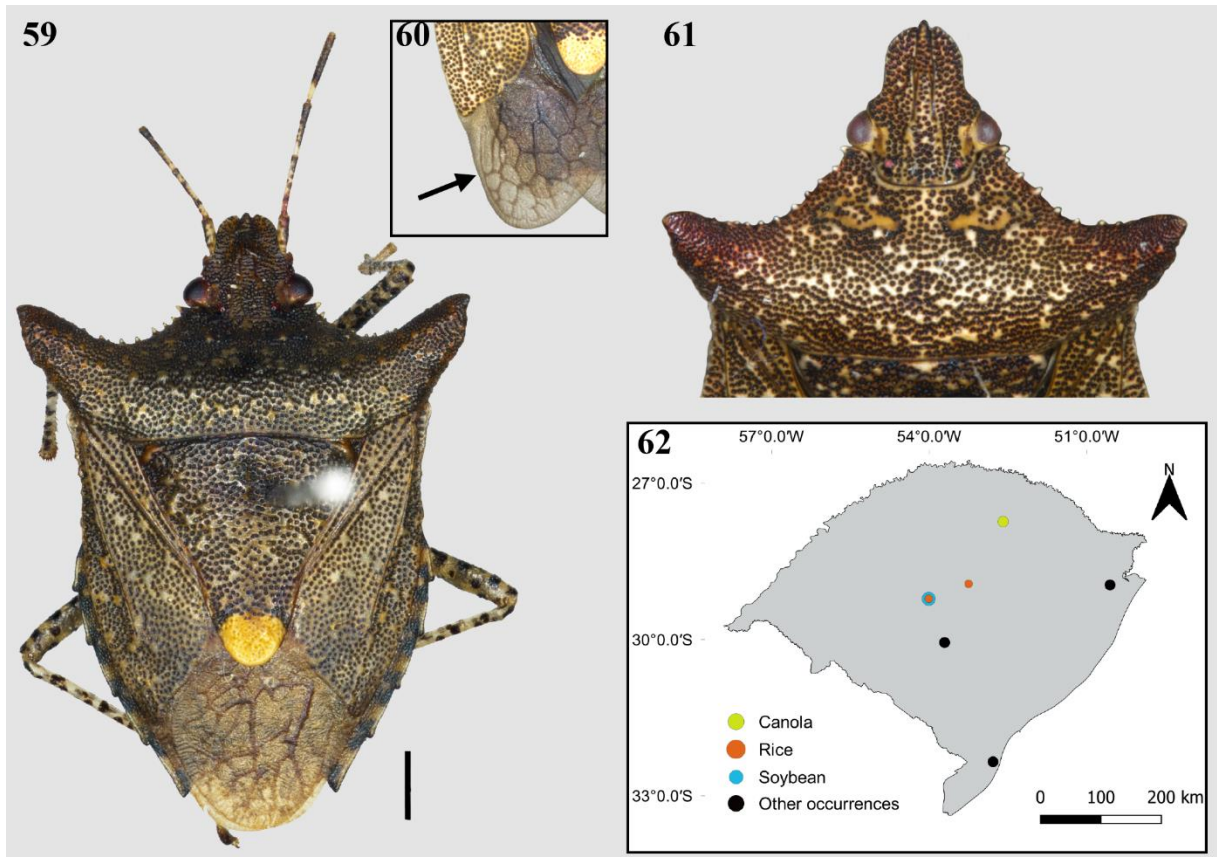 59
60
61
62
57°0.0'W 54°0.0'W 51°0.0'W
N
27°0.0'S
30°0.0'S
33°0.0'S
Canola
Rice
Soybean
Other occurrences
0 100 200 km